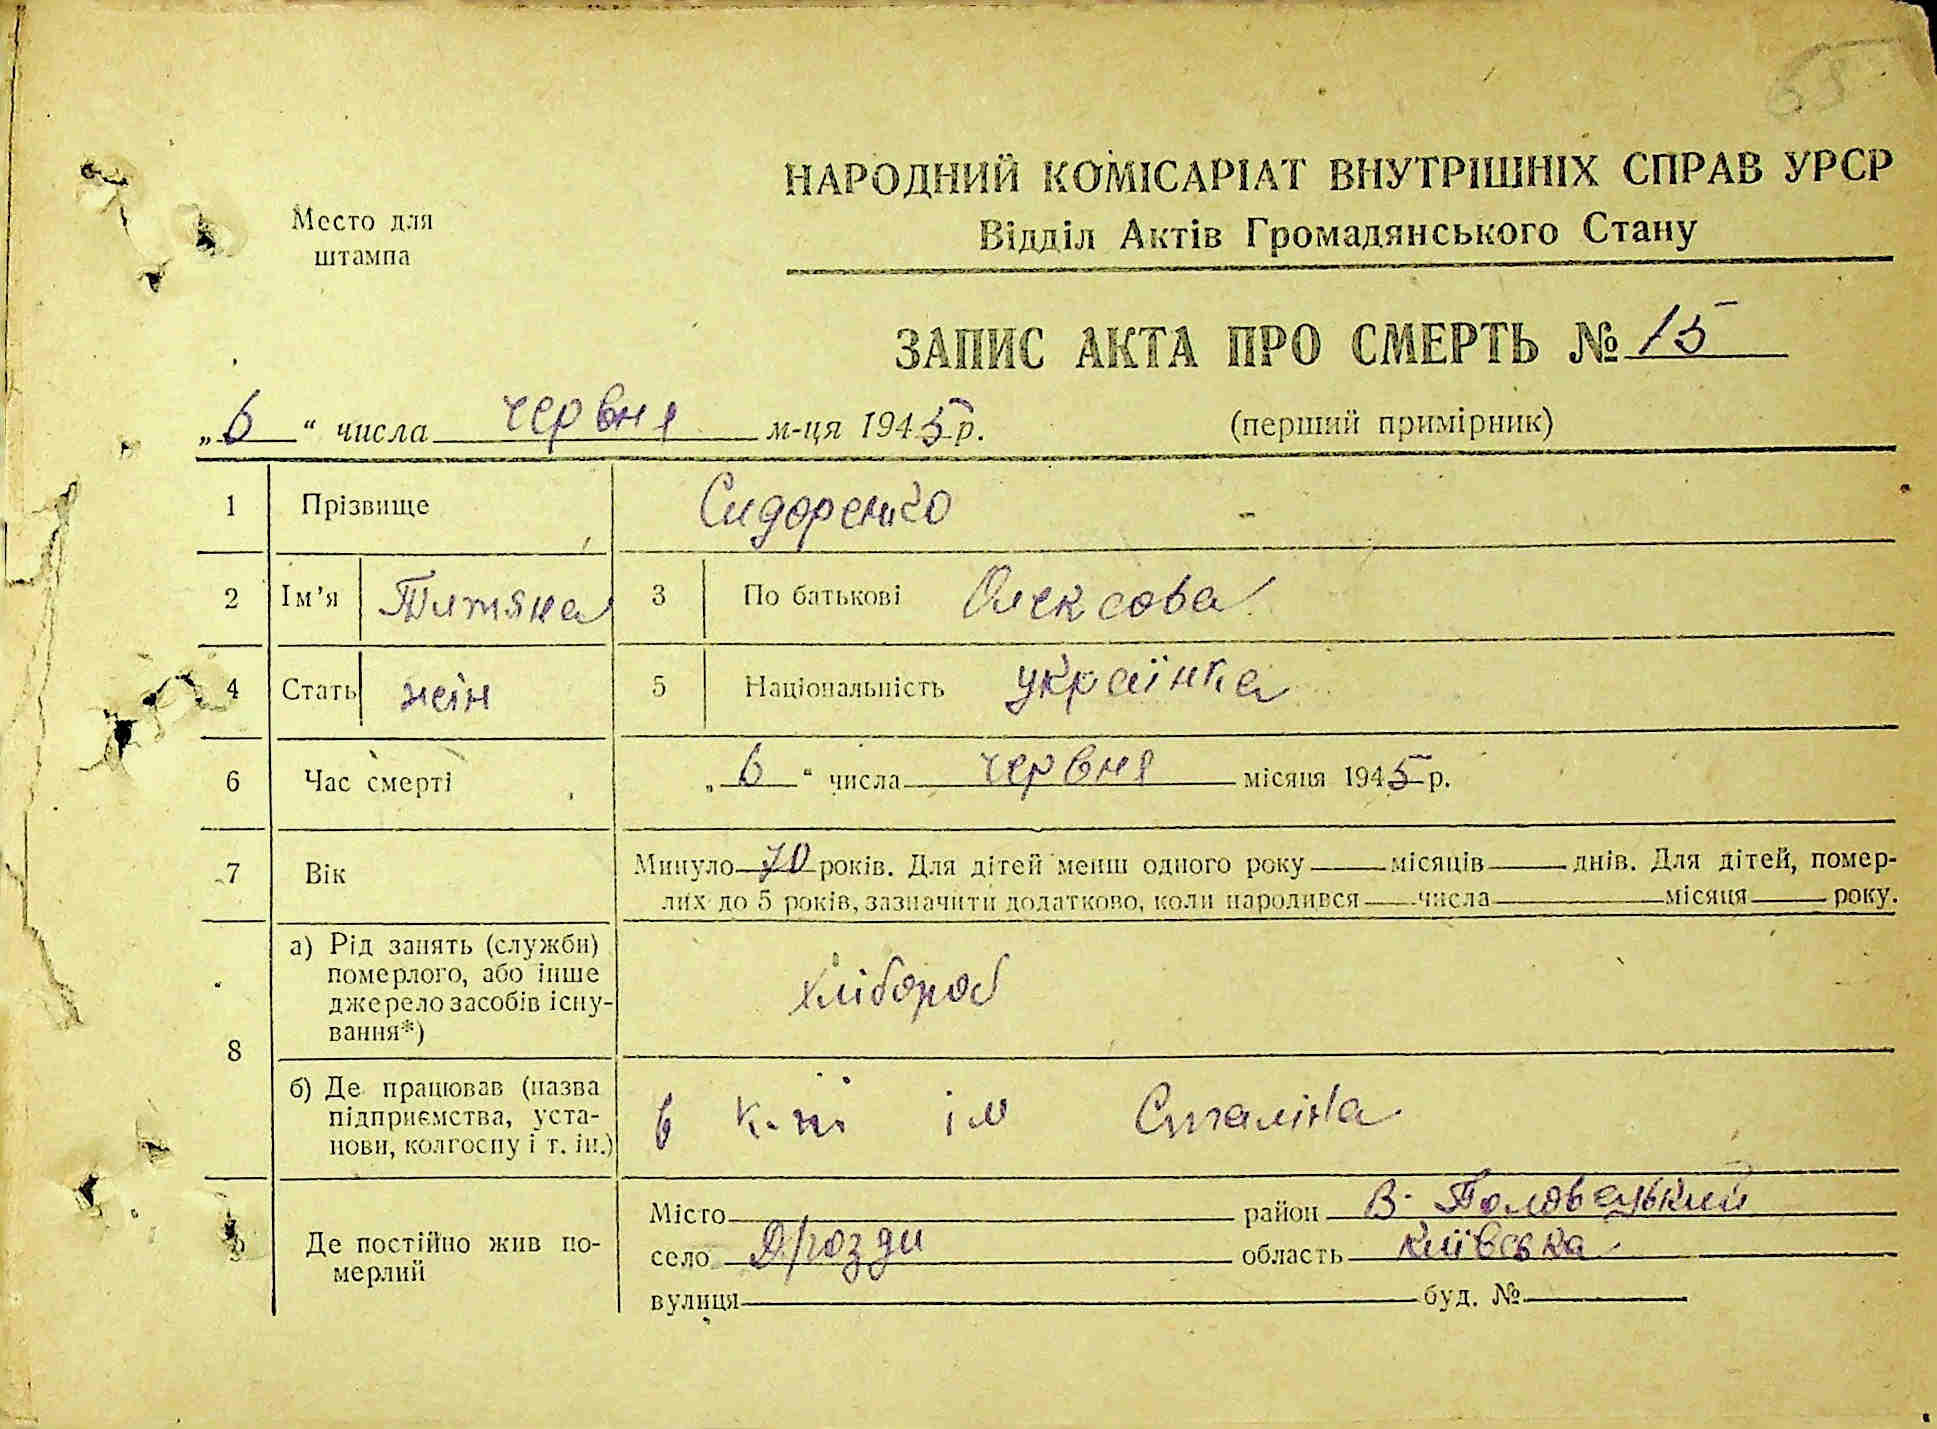 65
НАРОДНИЙ КОМІСАРІАТ ВНУТРІШНІХ СПРАВ УРСР
Відділ Актів Громадянського Стану
Место для
штампа
ЗАПИС АКТА ПРО СМЕРТЬ № 15
„ 6 “ числа червня м-ця 1945 р. (перший примірник)
1 Прізвище Сидоренко
2 Ім’я Титяна 3 По батькові Олексова
4 Стать жін 5 Національність українка
6 Час смерті „ 6 “ числа червня місяця 1945 р.
7 Вік Минуло 70 років. Для дітей менш одного року місяців днів. Для дітей, помер-
лих до 5 років, зазначити додатково, коли народився числа місяця року.
8 а) Рід занять (служби)
померлого, або інше
джерело засобів існу-
вання*) хлібороб
б) Де працював (назва
підприємства, уста-
нови, колгоспу і т. ін.) в ім Сталіна
9 Де постійно жив по-
мерлий
Місто район В-Половецький
село Дрозди область київська
вулиця буд. №